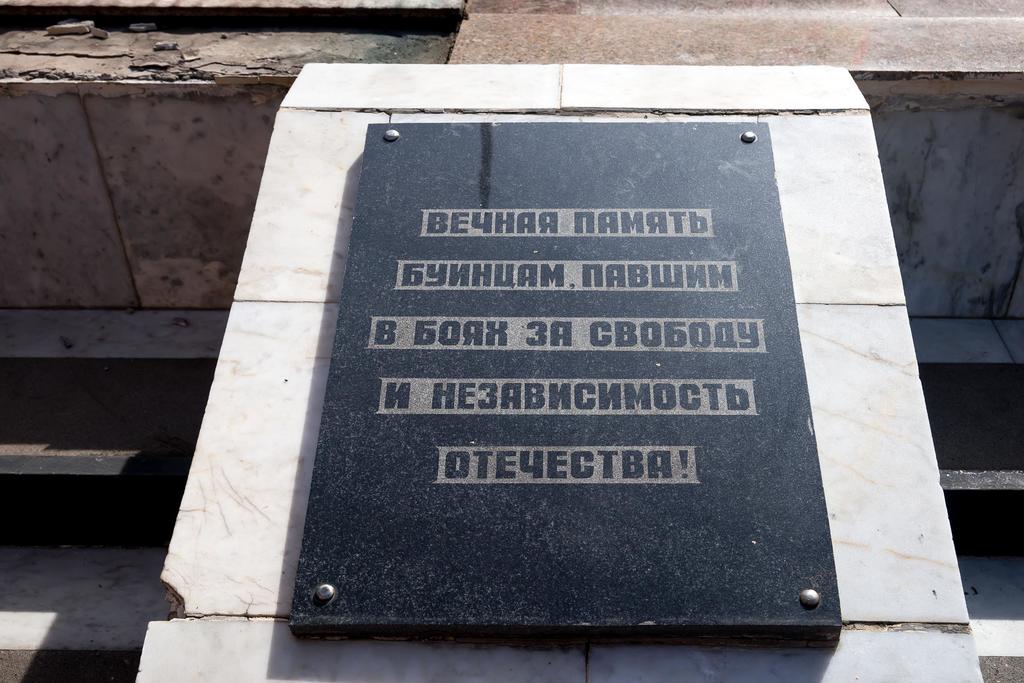 ВЕЧНАЯ ПАМЯТЬ
БУИНЦАМ, ПАВШИМ
В БОЯХ ЗА СВОБОДУ
И НЕЗАВИСИМОСТЬ
ОТЕЧЕСТВА!